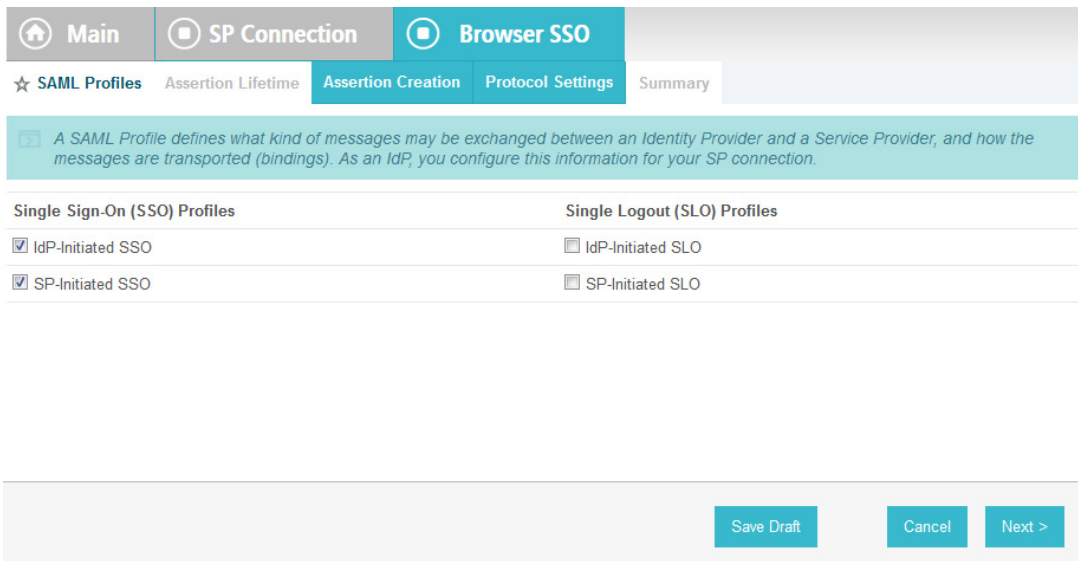 Main
SP Connection
Browser SSO
SAML Profiles
Assertion Lifetime
Assertion Creation
Protocol Settings
Summary
A SAML Profile defines what kind of messages may be exchanged between an Identity Provider and a Service Provider, and how the
messages are transported (bindings). As an IdP, you configure this information for your SP connection.
Single Sign-On (SSO) Profiles
Single Logout (SLO) Profiles
IdP-Initiated SSO
IdP-Initiated SLO
SP-Initiated SSO
SP-Initiated SLO
Save Draft
Cancel
Next >